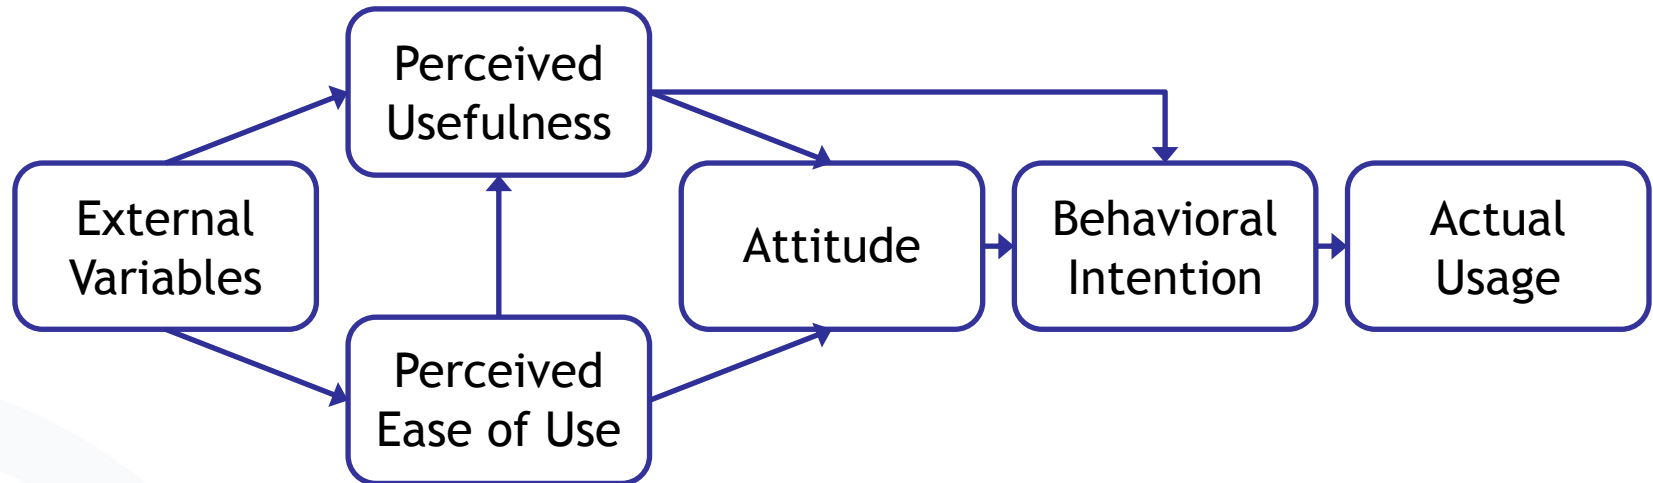 Perceived
Usefulness
External
Variables
Attitude
Behavioral
Intention
Actual
Usage
Perceived
Ease of Use